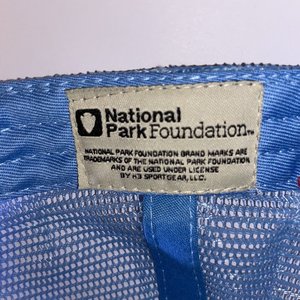 National
Park Foundation™
NATIONAL PARK FOUNDATION BRAND MARKS ARE
TRADEMARKS OF THE NATIONAL PARK FOUNDATION
AND ARE USED UNDER LICENSE
BY H3 SPORTGEAR, LLC.